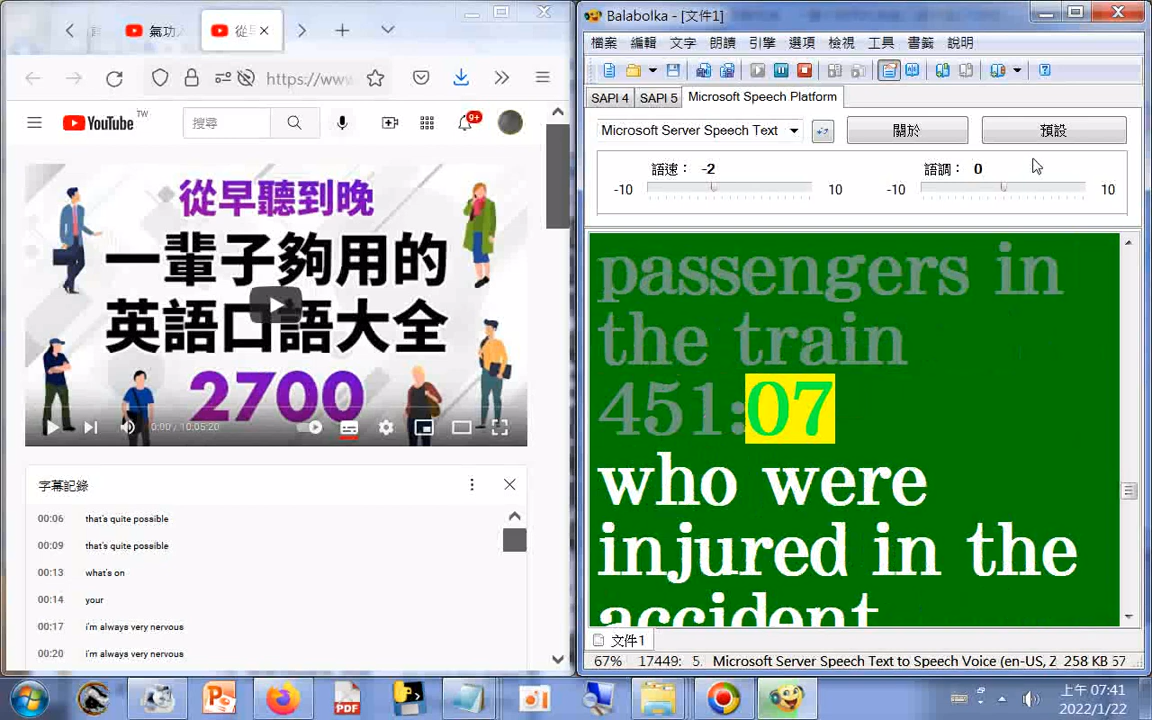 從
氣功
https://www
YouTube TW
搜尋
9+
從早聽到晚
一輩子夠用的
英語口語大全
2700
0:00 / 10:05:20
字幕記錄
00:06 that's quite possible
00:09 that's quite possible
00:13 what's on
00:14 your
00:17 i'm always very nervous
00:20 i'm always very nervous
Balabolka - [文件1]
檔案 編輯 文字 朗讀 引擎 選項 檢視 工具 書籤 說明
SAPI 4 SAPI 5 Microsoft Speech Platform
Microsoft Server Speech Text 關於 預設
語速： -2 語調： 0
-10 10 -10 10
passengers in
the train
451:07
who were
injured in the
accident
文件1
67% 17449: 5. Microsoft Server Speech Text to Speech Voice (en-US, Z 258 KB 57
PDF
上午 07:41
2022/1/22